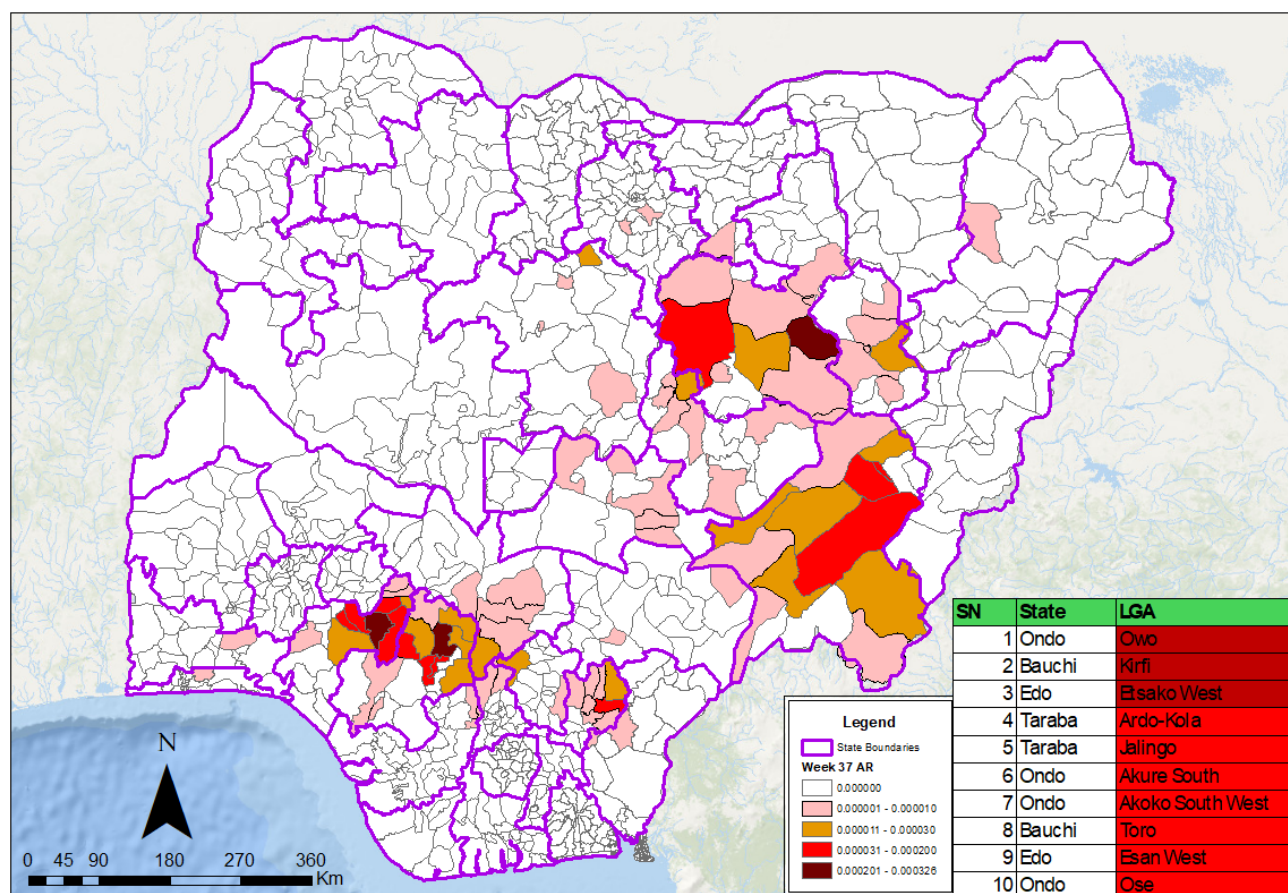 N
0 45 90 180 270 360
Km
Legend
State Boundaries
Week 37 AR
0.000000
0.000001 - 0.000010
0.000011 - 0.000030
0.000031 - 0.000200
0.000201 - 0.000326
SN State LGA
1 Ondo Owo
2 Bauchi Kirfi
3 Edo Etsako West
4 Taraba Ardo-Kola
5 Taraba Jalingo
6 Ondo Akure South
7 Ondo Akoko South West
8 Bauchi Toro
9 Edo Esan West
10 Ondo Ose